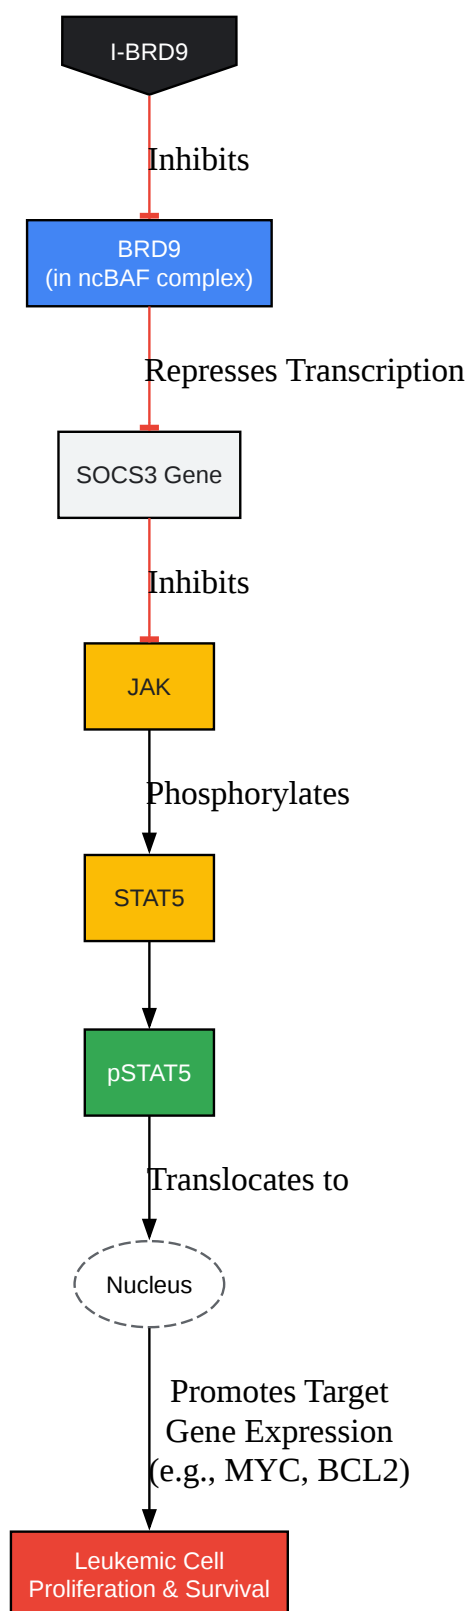 I-BRD9
Inhibits
BRD9
(in ncBAF complex)
Represses Transcription
SOCS3 Gene
Inhibits
JAK
Phosphorylates
STAT5
pSTAT5
Translocates to
Nucleus
Promotes Target
Gene Expression
(e.g., MYC, BCL2)
Leukemic Cell
Proliferation & Survival